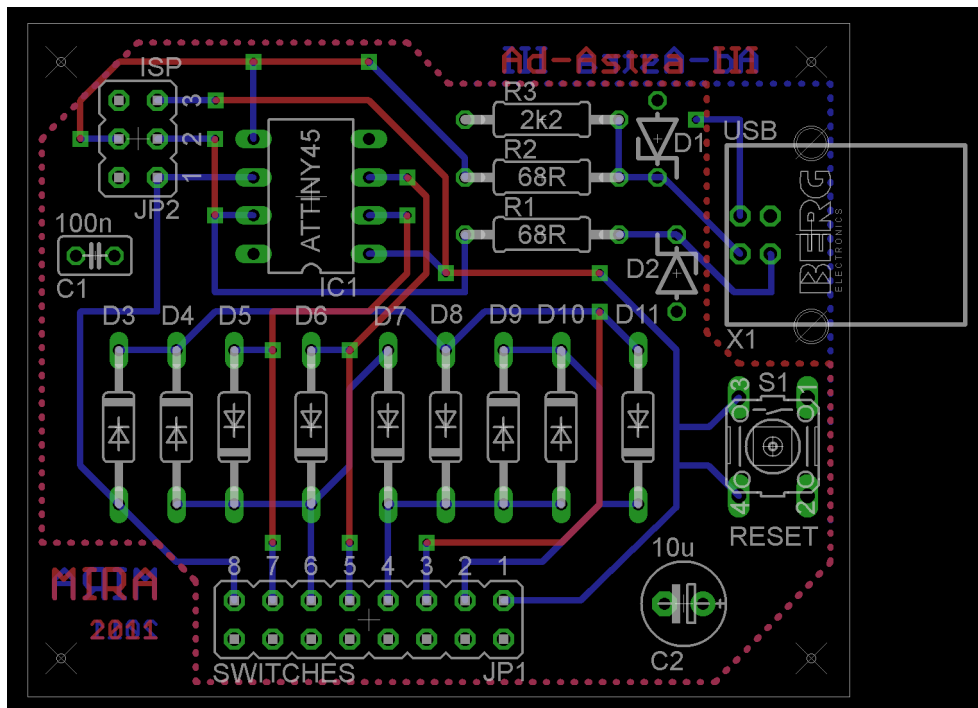 Ad-Astra-III
ISP
R3
2k2
3
2
1
JP2
ATTINY45
IC1
R2
68R
R1
68R
D1
D2
USB
BERG
ELECTRONICS
X1
100n
C1
D3 D4 D5 D6 D7 D8 D9 D10 D11
S1
3
1
4
2
RESET
MIRA
2011
8 7 6 5 4 3 2 1
SWITCHES
JP1
10u
+
C2